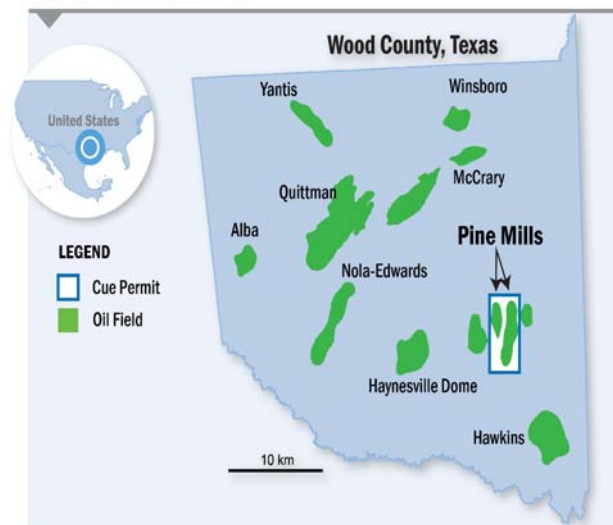 Wood County, Texas
Yantis
Winsboro
United States
McCrary
Quittman
Alba
Pine Mills
LEGEND
Nola-Edwards
Cue Permit
Oil Field
Haynesville Dome
Hawkins
10 km